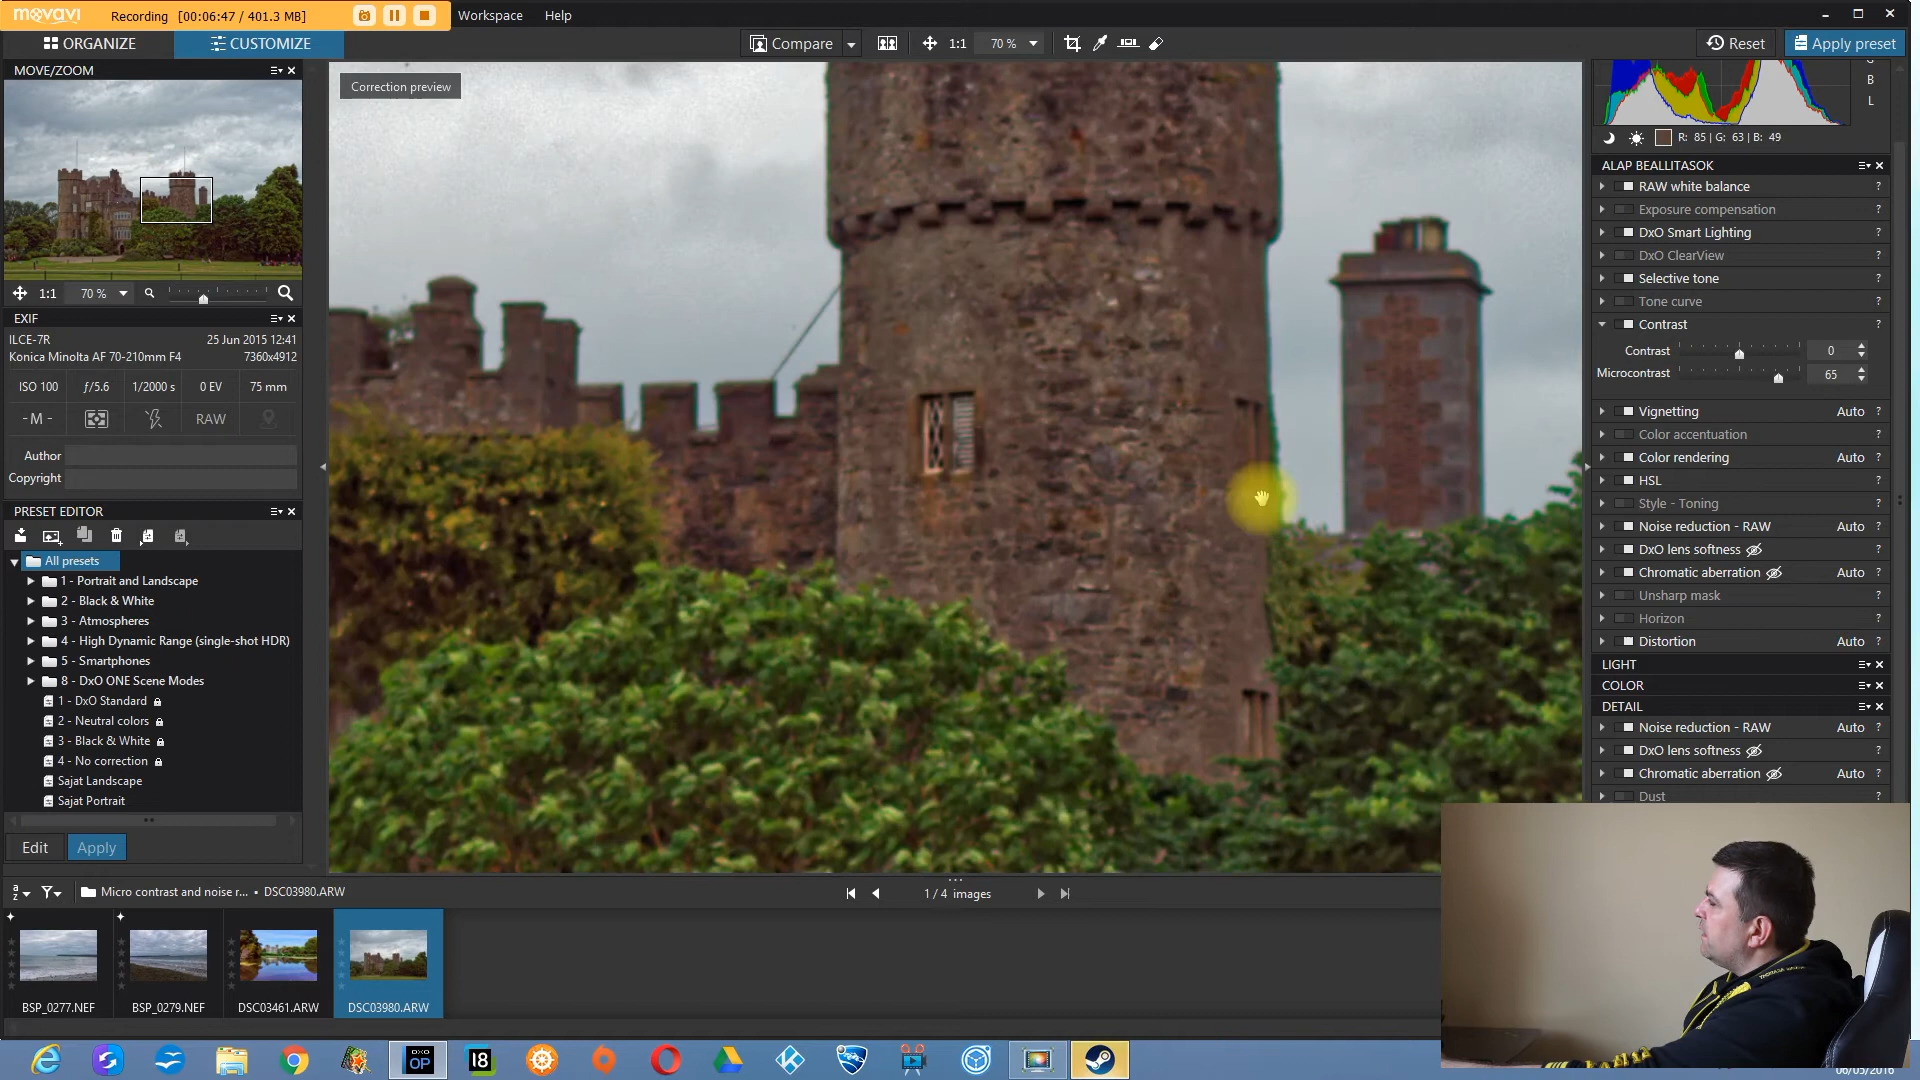 movavi Recording [00:06:47 / 401.3 MB] Workspace Help
ORGANIZE CUSTOMIZE Compare 1:1 70 % Reset Apply preset
MOVE/ZOOM
Correction preview
B
L
R: 85 | G: 63 | B: 49
1:1 70 %
EXIF
ILCE-7R 25 Jun 2015 12:41
Konica Minolta AF 70-210mm F4 7360x4912
ISO 100 ƒ/5.6 1/2000 s 0 EV 75 mm
- M - RAW
Author
Copyright
PRESET EDITOR
All presets
1 - Portrait and Landscape
2 - Black & White
3 - Atmospheres
4 - High Dynamic Range (single-shot HDR)
5 - Smartphones
8 - DxO ONE Scene Modes
1 - DxO Standard
2 - Neutral colors
3 - Black & White
4 - No correction
Sajat Landscape
Sajat Portrait
Edit Apply
ALAP BEALLITASOK
RAW white balance ?
Exposure compensation ?
DxO Smart Lighting ?
DxO ClearView ?
Selective tone ?
Tone curve ?
Contrast ?
Contrast 0
Microcontrast 65
Vignetting Auto ?
Color accentuation ?
Color rendering Auto ?
HSL ?
Style - Toning ?
Noise reduction - RAW Auto ?
DxO lens softness ?
Chromatic aberration Auto ?
Unsharp mask ?
Horizon ?
Distortion Auto ?
LIGHT
COLOR
DETAIL
Noise reduction - RAW Auto ?
DxO lens softness ?
Chromatic aberration Auto ?
Dust ?
a z Micro contrast and noise r... • DSC03980.ARW 1 / 4 images
BSP_0277.NEF BSP_0279.NEF DSC03461.ARW DSC03980.ARW
DXO OP 18
06/05/2016